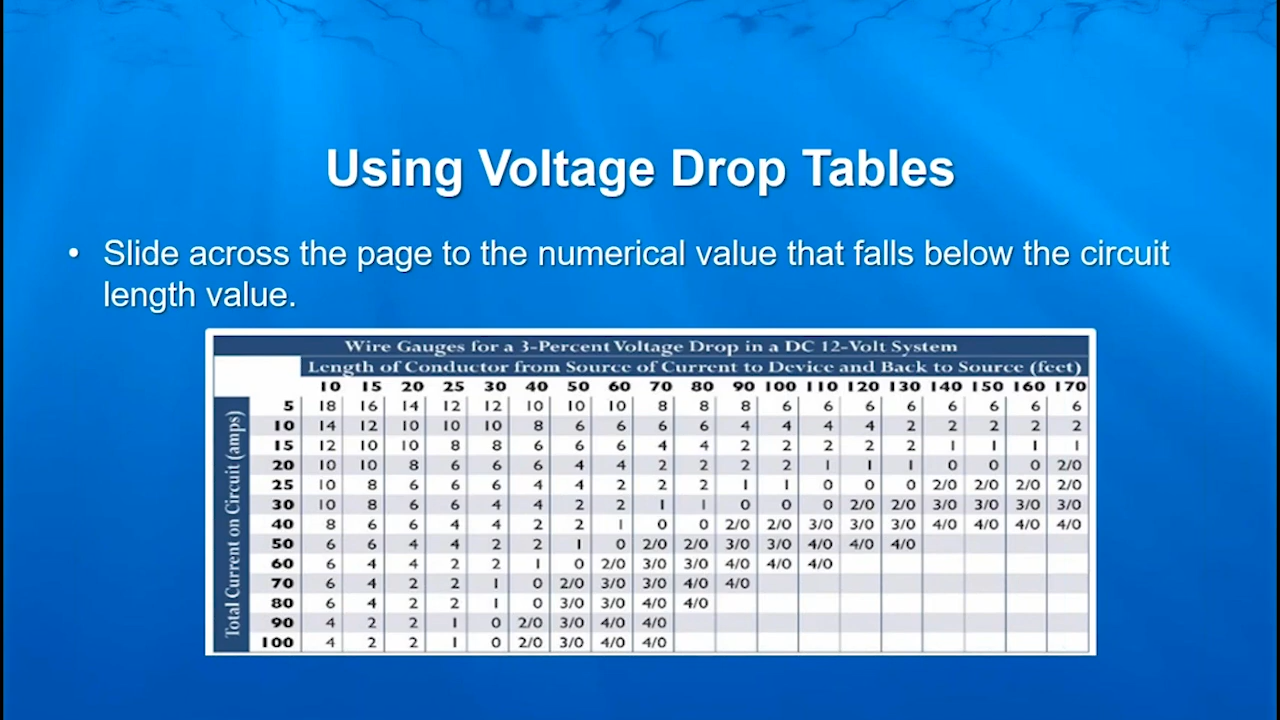 Using Voltage Drop Tables
• Slide across the page to the numerical value that falls below the circuit
length value.
Wire Gauges for a 3-Percent Voltage Drop in a DC 12-Volt System
Length of Conductor from Source of Current to Device and Back to Source (feet)
10 15 20 25 30 40 50 60 70 80 90 100 110 120 130 140 150 160 170
Total Current on Circuit (amps)
5 18 16 14 12 12 10 10 10 8 8 8 6 6 6 6 6 6 6 6
10 14 12 10 10 10 8 6 6 6 6 4 4 4 4 2 2 2 2 2
15 12 10 10 8 8 6 6 6 4 4 2 2 2 2 2 1 1 1 1
20 10 10 8 6 6 6 4 4 2 2 2 2 1 1 1 0 0 0 2/0
25 10 8 6 6 6 4 4 2 2 2 1 1 0 0 0 2/0 2/0 2/0 2/0
30 10 8 6 6 4 4 2 2 1 1 0 0 0 2/0 2/0 3/0 3/0 3/0 3/0
40 8 6 6 4 4 2 2 1 0 0 2/0 2/0 3/0 3/0 3/0 4/0 4/0 4/0 4/0
50 6 6 4 4 2 2 1 0 2/0 2/0 3/0 3/0 4/0 4/0 4/0
60 6 4 4 2 2 1 0 2/0 3/0 3/0 4/0 4/0 4/0
70 6 4 2 2 1 0 2/0 3/0 3/0 4/0 4/0
80 6 4 2 2 1 0 3/0 3/0 4/0 4/0
90 4 2 2 1 0 2/0 3/0 4/0 4/0
100 4 2 2 1 0 2/0 3/0 4/0 4/0